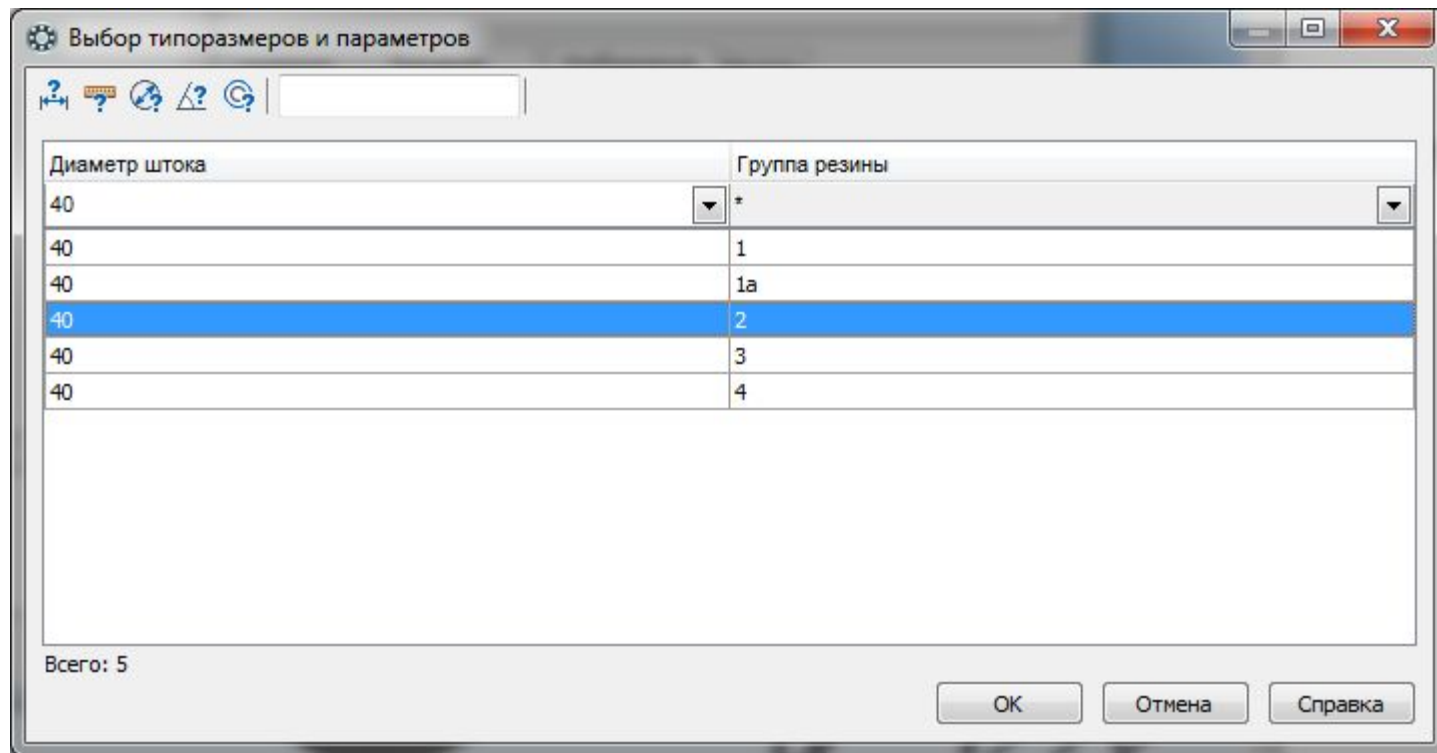 Выбор типоразмеров и параметров
Диаметр штока Группа резины
40 *
40 1
40 1а
40 2
40 3
40 4
Всего: 5
ОК Отмена Справка